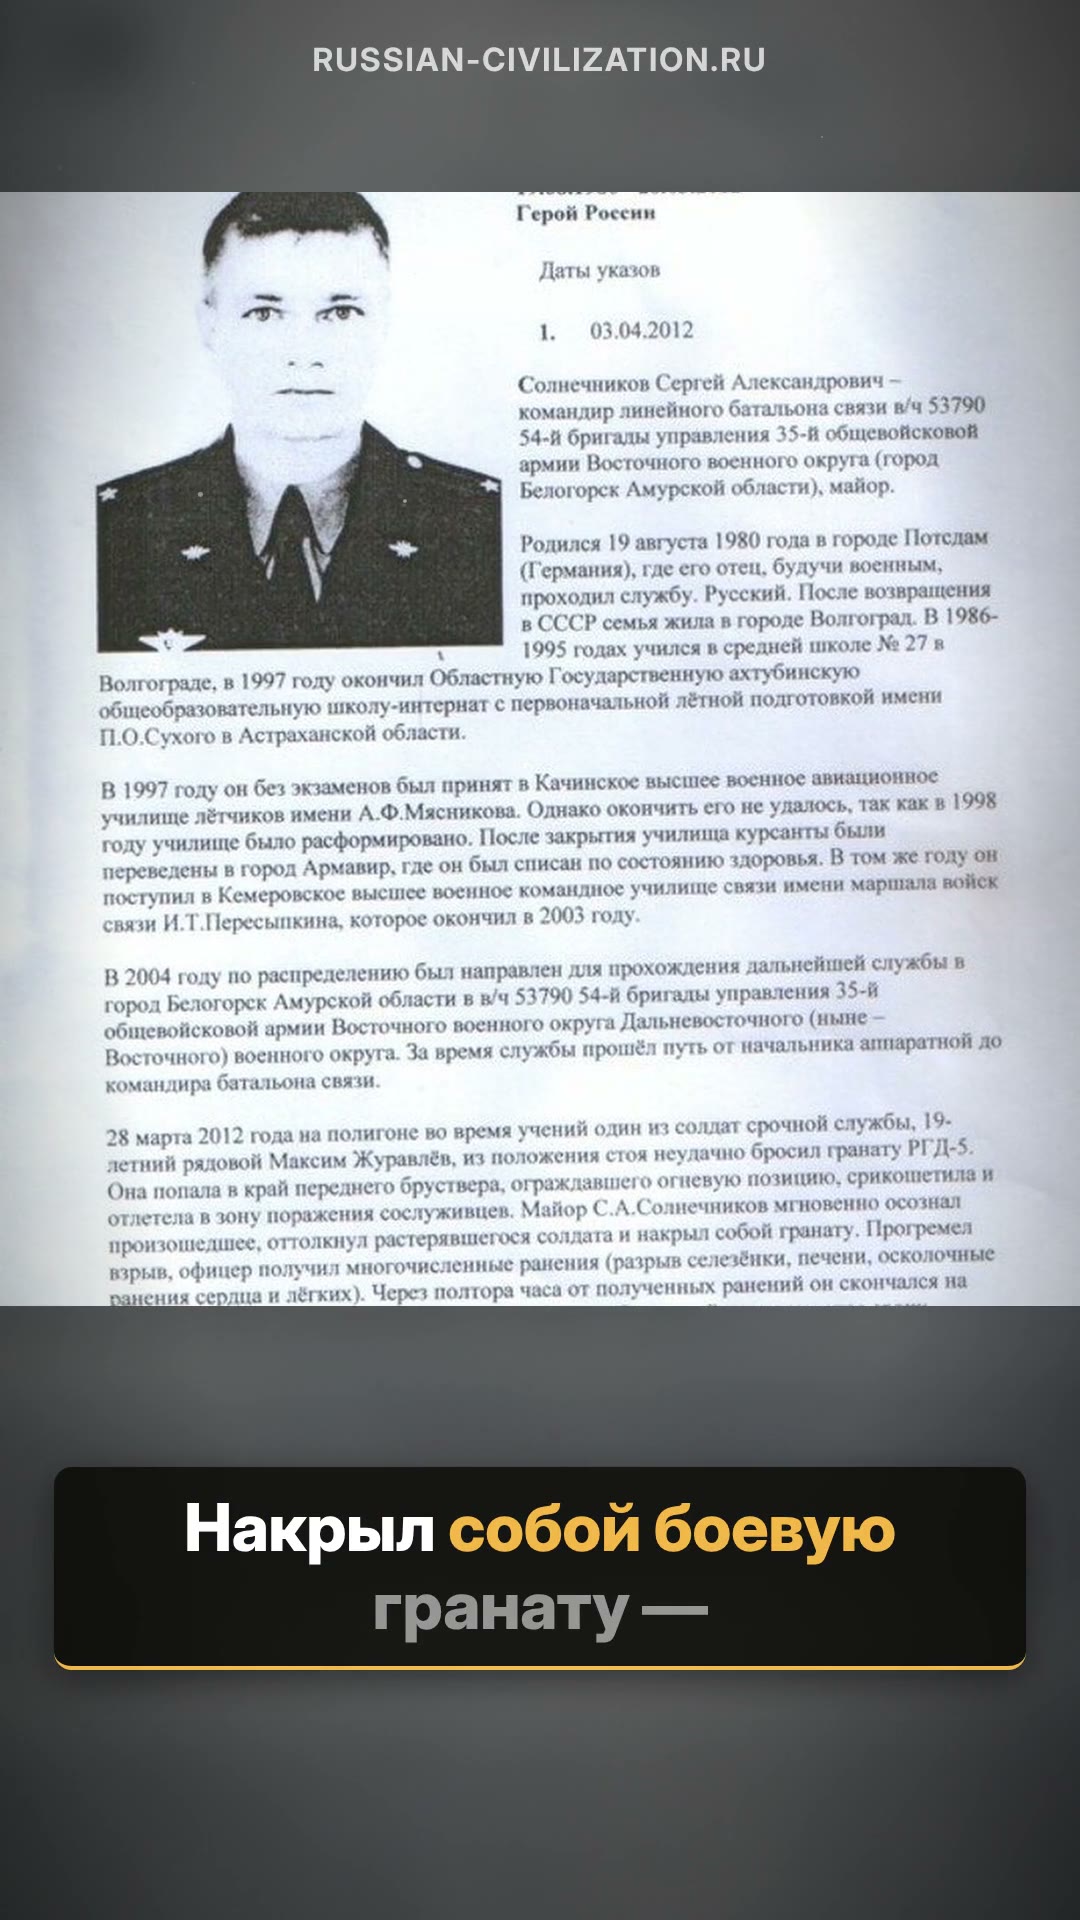 RUSSIAN-CIVILIZATION.RU
Герой России
Даты указов
1. 03.04.2012
Солнечников Сергей Александрович –
командир линейного батальона связи в/ч 53790
54-й бригады управления 35-й общевойсковой
армии Восточного военного округа (город
Белогорск Амурской области), майор.
Родился 19 августа 1980 года в городе Потсдам
(Германия), где его отец, будучи военным,
проходил службу. Русский. После возвращения
в СССР семья жила в городе Волгоград. В 1986-
1995 годах учился в средней школе № 27 в
Волгограде, в 1997 году окончил Областную Государственную ахтубинскую
общеобразовательную школу-интернат с первоначальной лётной подготовкой имени
П.О.Сухого в Астраханской области.
В 1997 году он без экзаменов был принят в Качинское высшее военное авиационное
училище лётчиков имени А.Ф.Мясникова. Однако окончить его не удалось, так как в 1998
году училище было расформировано. После закрытия училища курсанты были
переведены в город Армавир, где он был списан по состоянию здоровья. В том же году он
поступил в Кемеровское высшее военное командное училище связи имени маршала войск
связи И.Т.Пересыпкина, которое окончил в 2003 году.
В 2004 году по распределению был направлен для прохождения дальнейшей службы в
город Белогорск Амурской области в в/ч 53790 54-й бригады управления 35-й
общевойсковой армии Восточного военного округа Дальневосточного (ныне –
Восточного) военного округа. За время службы прошёл путь от начальника аппаратной до
командира батальона связи.
28 марта 2012 года на полигоне во время учений один из солдат срочной службы, 19-
летний рядовой Максим Журавлёв, из положения стоя неудачно бросил гранату РГД-5.
Она попала в край переднего бруствера, ограждавшего огневую позицию, срикошетила и
отлетела в зону поражения сослуживцев. Майор С.А.Солнечников мгновенно осознал
произошедшее, оттолкнул растерявшегося солдата и накрыл собой гранату. Прогремел
взрыв, офицер получил многочисленные ранения (разрыв селезёнки, печени, осколочные
ранения сердца и лёгких). Через полтора часа от полученных ранений он скончался на
Накрыл собой боевую
гранату —